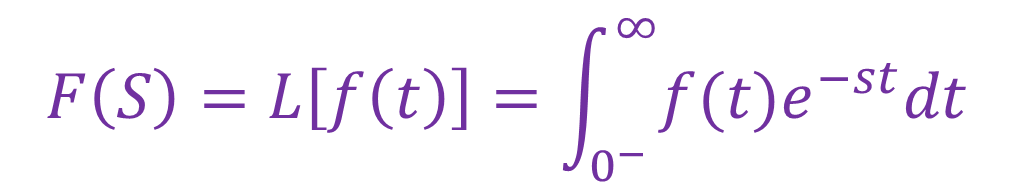 F(S) = L[f(t)] = ∫_{0^-}^{∞} f(t)e^{-st}dt